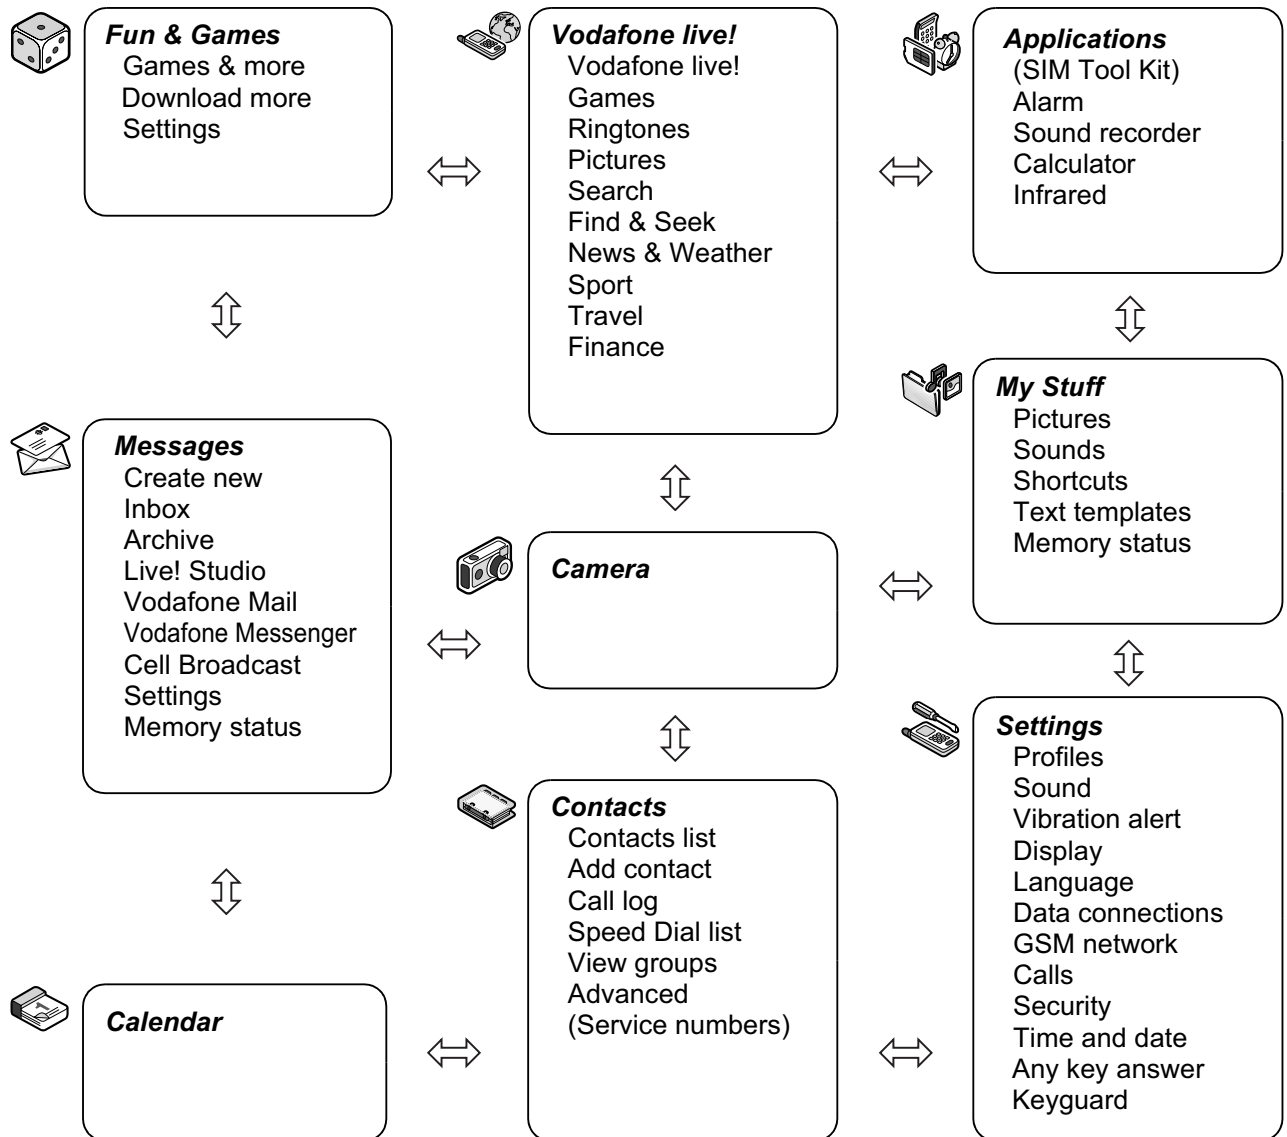 Fun & Games
Games & more
Download more
Settings
Vodafone live!
Vodafone live!
Games
Ringtones
Pictures
Search
Find & Seek
News & Weather
Sport
Travel
Finance
Applications
(SIM Tool Kit)
Alarm
Sound recorder
Calculator
Infrared
Messages
Create new
Inbox
Archive
Live! Studio
Vodafone Mail
Vodafone Messenger
Cell Broadcast
Settings
Memory status
Camera
My Stuff
Pictures
Sounds
Shortcuts
Text templates
Memory status
Calendar
Contacts
Contacts list
Add contact
Call log
Speed Dial list
View groups
Advanced
(Service numbers)
Settings
Profiles
Sound
Vibration alert
Display
Language
Data connections
GSM network
Calls
Security
Time and date
Any key answer
Keyguard